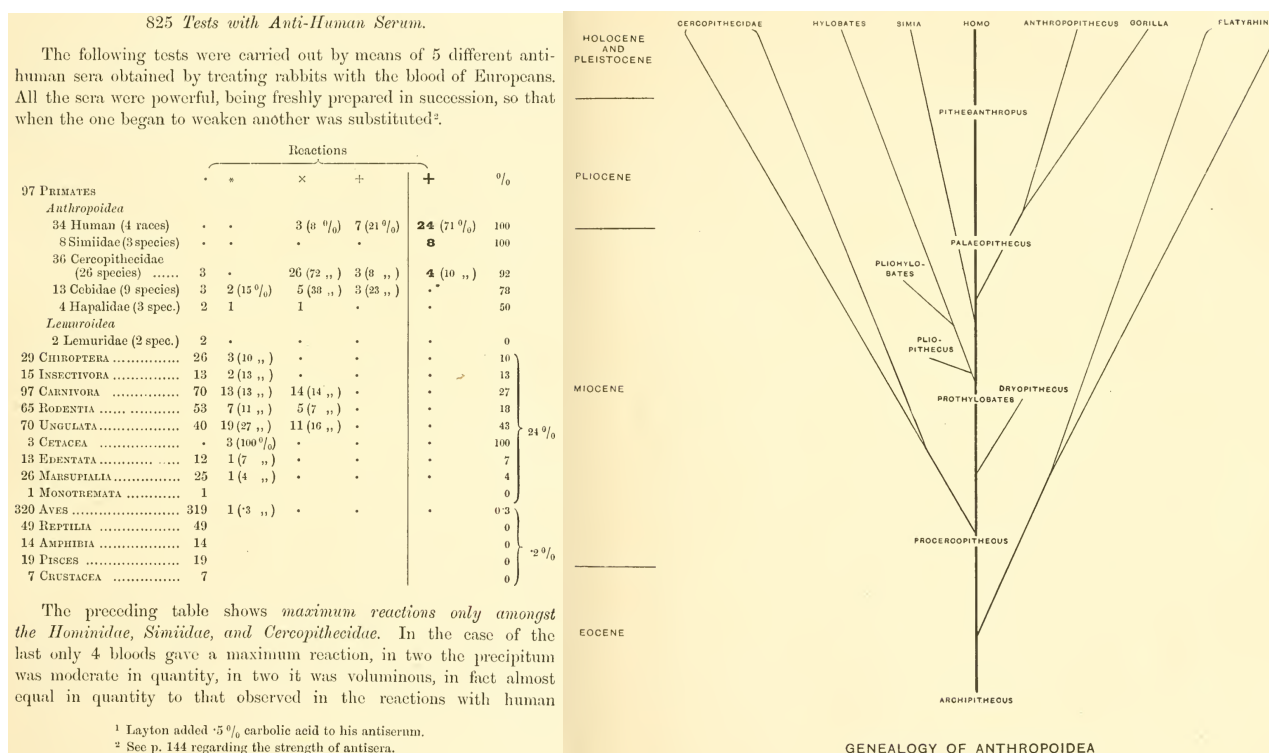 825 Tests with Anti-Human Serum.
The following tests were carried out by means of 5 different anti-
human sera obtained by treating rabbits with the blood of Europeans.
All the sera were powerful, being freshly prepared in succession, so that
when the one began to weaken another was substituted².
Reactions
· * × + + %
97 PRIMATES
Anthropoidea
34 Human (4 races) · · 3 (8 %) 7 (21 %) 24 (71 %) 100
8 Simiidae (3 species) · · · · 8 100
36 Cercopithecidae
(26 species) ...... 3 · 26 (72 ,,) 3 (8 ,,) 4 (10 ,,) 92
13 Cebidae (9 species) 3 2 (15 %) 5 (38 ,,) 3 (23 ,,) · 78
4 Hapalidae (3 spec.) 2 1 1 · · 50
Lemuroidea
2 Lemuridae (2 spec.) 2 · · · · 0
29 CHIROPTERA ............... 26 3 (10 ,,) · · · 10
15 INSECTIVORA ............... 13 2 (13 ,,) · · · 13
97 CARNIVORA ............... 70 13 (13 ,,) 14 (14 ,,) · · 27
65 RODENTIA ............... 53 7 (11 ,,) 5 (7 ,,) · · 18
70 UNGULATA ............... 40 19 (27 ,,) 11 (16 ,,) · · 43
24 %
3 CETACEA ............... · 3 (100 %) · · · 100
13 EDENTATA ............... 12 1 (7 ,,) · · · 7
26 MARSUPIALIA ............... 25 1 (4 ,,) · · · 4
1 MONOTREMATA ............ 1 0
320 AVES ..................... 319 1 (·3 ,,) · · · 0·3
49 REPTILIA .................. 49 0
14 AMPHIBIA .................. 14 0
·2 %
19 PISCES ..................... 19 0
7 CRUSTACEA ............... 7 0
The preceding table shows maximum reactions only amongst
the Hominidae, Simiidae, and Cercopithecidae. In the case of the
last only 4 bloods gave a maximum reaction, in two the precipitum
was moderate in quantity, in two it was voluminous, in fact almost
equal in quantity to that observed in the reactions with human
¹ Layton added ·5 % carbolic acid to his antiserum.
² See p. 144 regarding the strength of antisera.
CERCOPITHECIDAE HYLOBATES SIMIA HOMO ANTHROPOPITHECUS GORILLA PLATYRHIN
HOLOCENE
AND
PLEISTOCENE
PITHECANTHROPUS
PLIOCENE
PALAEOPITHECUS
PLIOHYLO-
BATES
PLIO-
PITHECUS
MIOCENE
DRYOPITHECUS
PROTHYLOBATES
PROCERCOPITHECUS
EOCENE
ARCHIPITHECUS
GENEALOGY OF ANTHROPOIDEA